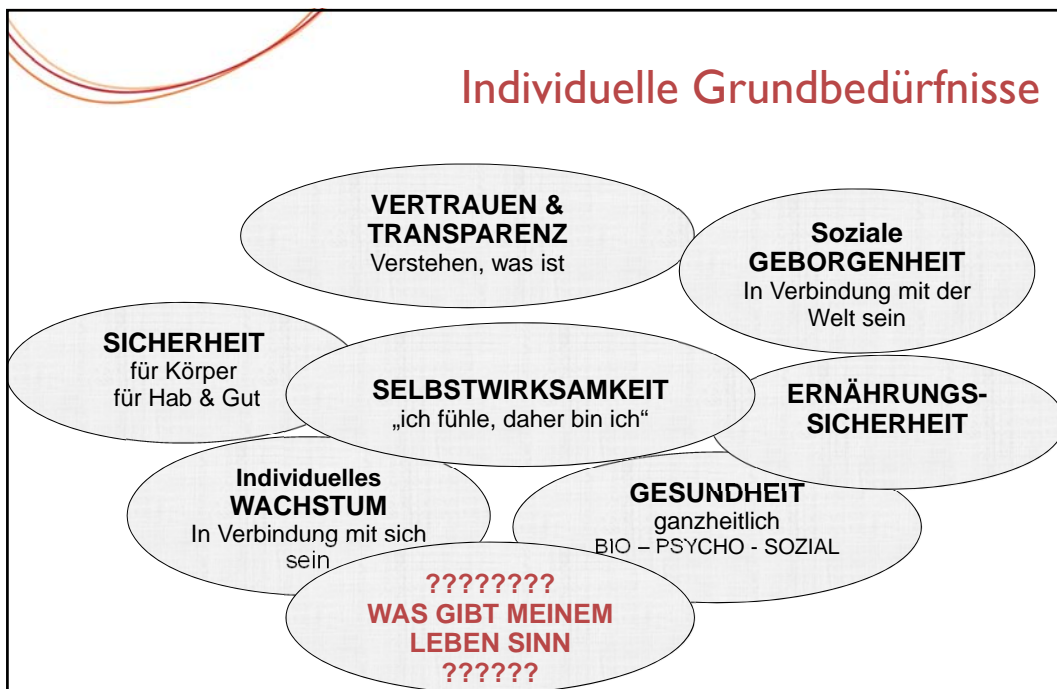 Individuelle Grundbedürfnisse
VERTRAUEN &
TRANSPARENZ
Verstehen, was ist
Soziale
GEBORGENHEIT
In Verbindung mit der
Welt sein
SICHERHEIT
für Körper
für Hab & Gut
SELBSTWIRKSAMKEIT
„ich fühle, daher bin ich“
ERNÄHRUNGS-
SICHERHEIT
Individuelles
WACHSTUM
In Verbindung mit sich
sein
GESUNDHEIT
ganzheitlich
BIO – PSYCHO - SOZIAL
????????
WAS GIBT MEINEM
LEBEN SINN
??????